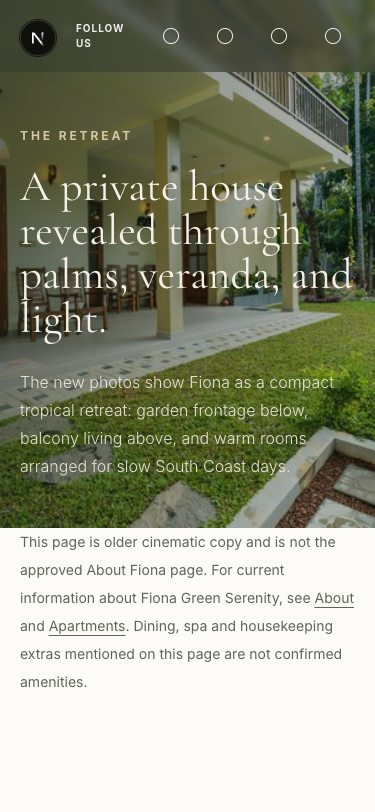 N
FOLLOW
US
THE RETREAT
A private house
revealed through
palms, veranda, and
light.
The new photos show Fiona as a compact
tropical retreat: garden frontage below,
balcony living above, and warm rooms
arranged for slow South Coast days.
This page is older cinematic copy and is not the
approved About Fiona page. For current
information about Fiona Green Serenity, see About
and Apartments. Dining, spa and housekeeping
extras mentioned on this page are not confirmed
amenities.